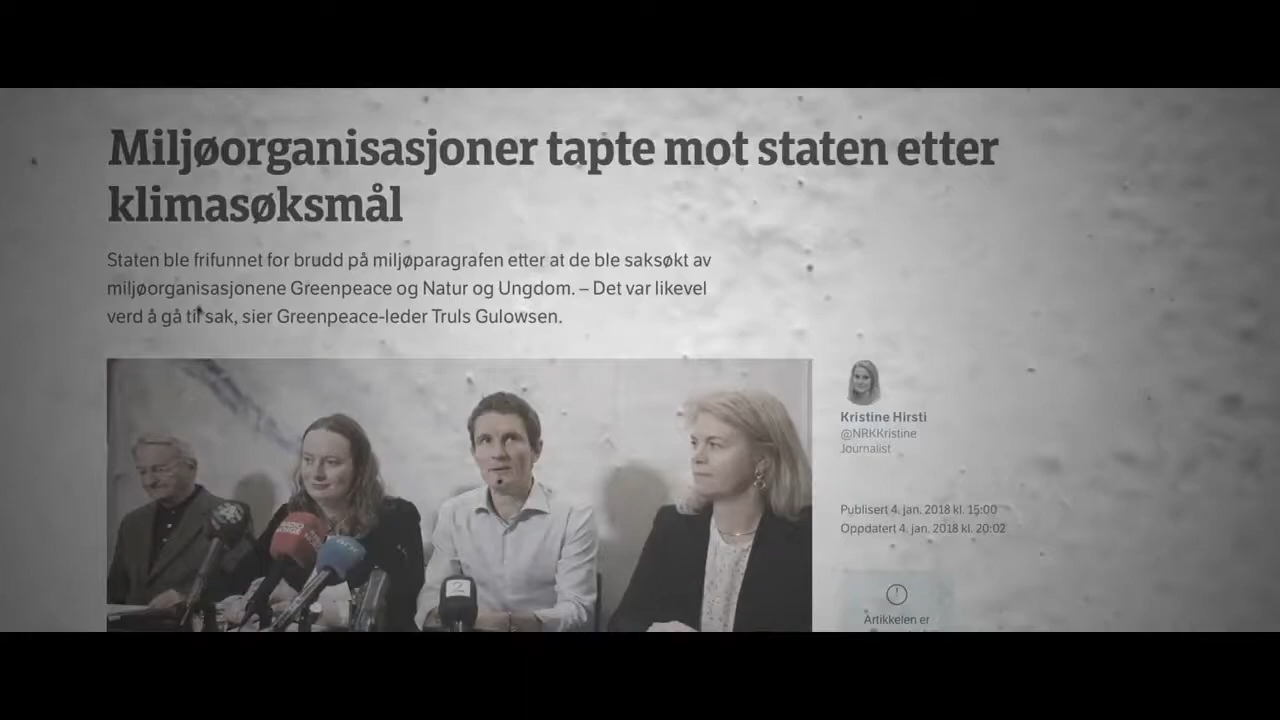 Miljøorganisasjoner tapte mot staten etter
klimasøksmål
Staten ble frifunnet for brudd på miljøparagrafen etter at de ble saksøkt av
miljøorganisasjonene Greenpeace og Natur og Ungdom. – Det var likevel
verd å gå til sak, sier Greenpeace-leder Truls Gulowsen.
Kristine Hirsti
@NRKKristine
Journalist
Publisert 4. jan. 2018 kl. 15:00
Oppdatert 4. jan. 2018 kl. 20:02
Artikkelen er
2